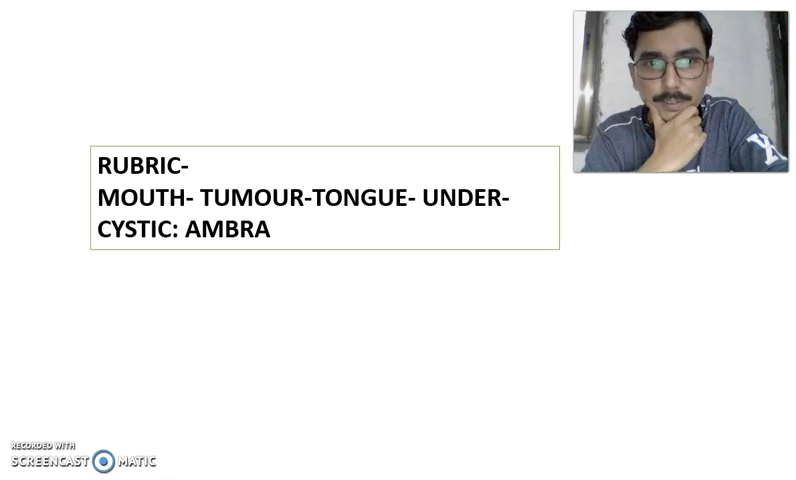 RUBRIC-
MOUTH- TUMOUR-TONGUE- UNDER-
CYSTIC: AMBRA
RECORDED WITH
SCREENCAST MATIC